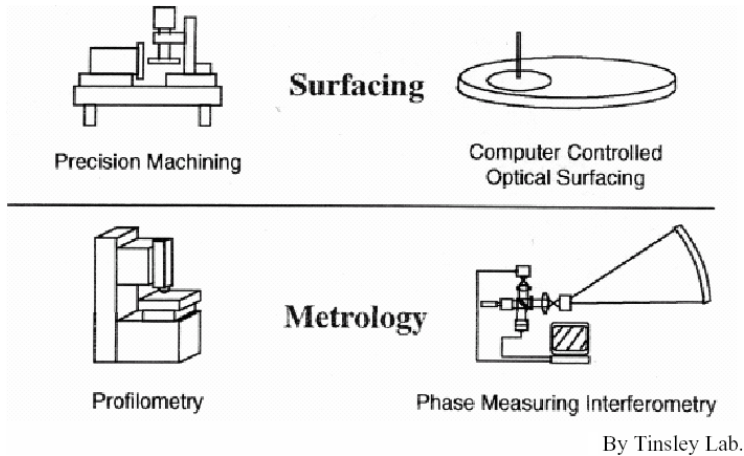 Surfacing
Precision Machining
Computer Controlled
Optical Surfacing
Metrology
Profilometry
Phase Measuring Interferometry
By Tinsley Lab.